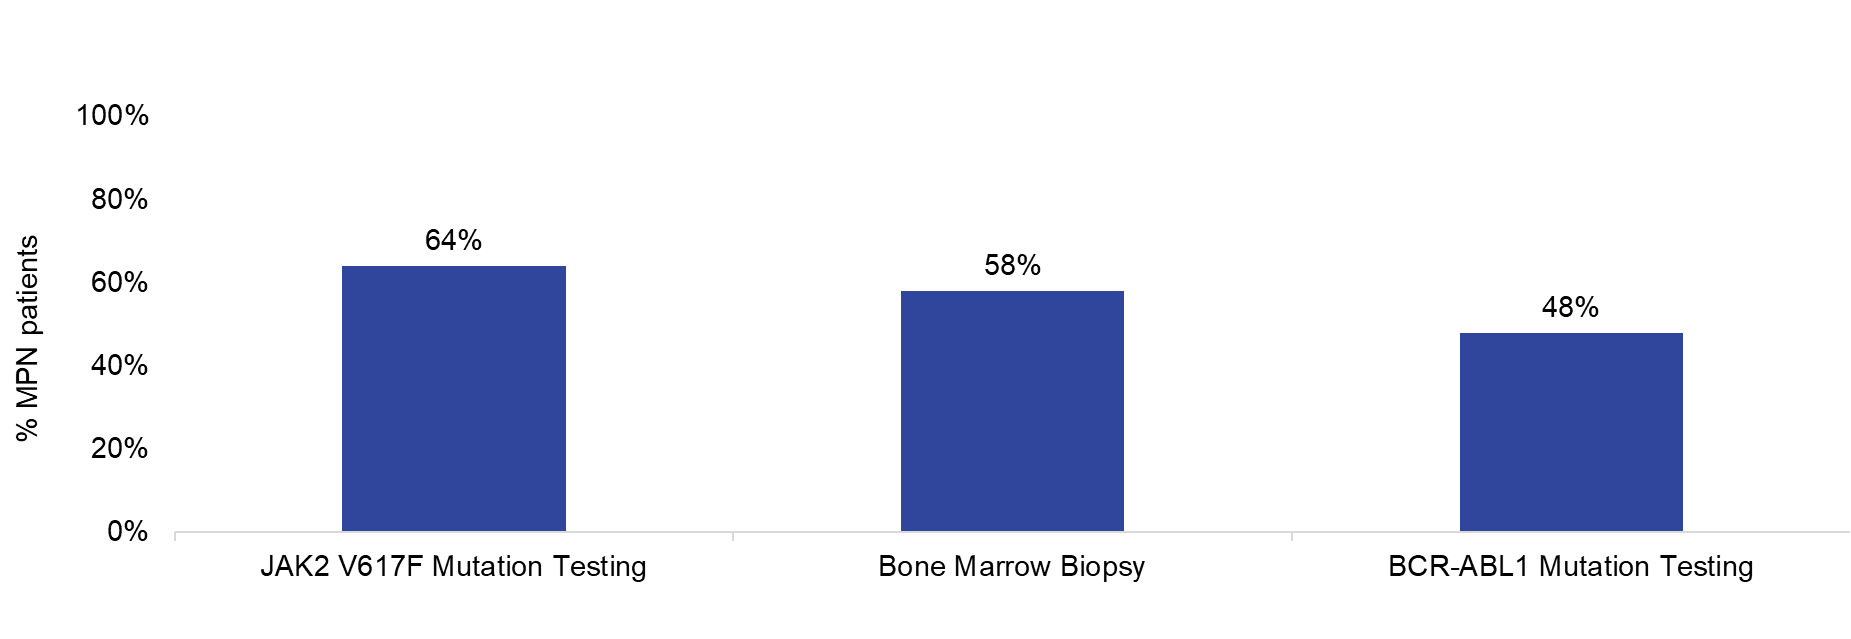 % MPN patients
100%
80%
60%
40%
20%
0%
64%
58%
48%
JAK2 V617F Mutation Testing
Bone Marrow Biopsy
BCR-ABL1 Mutation Testing